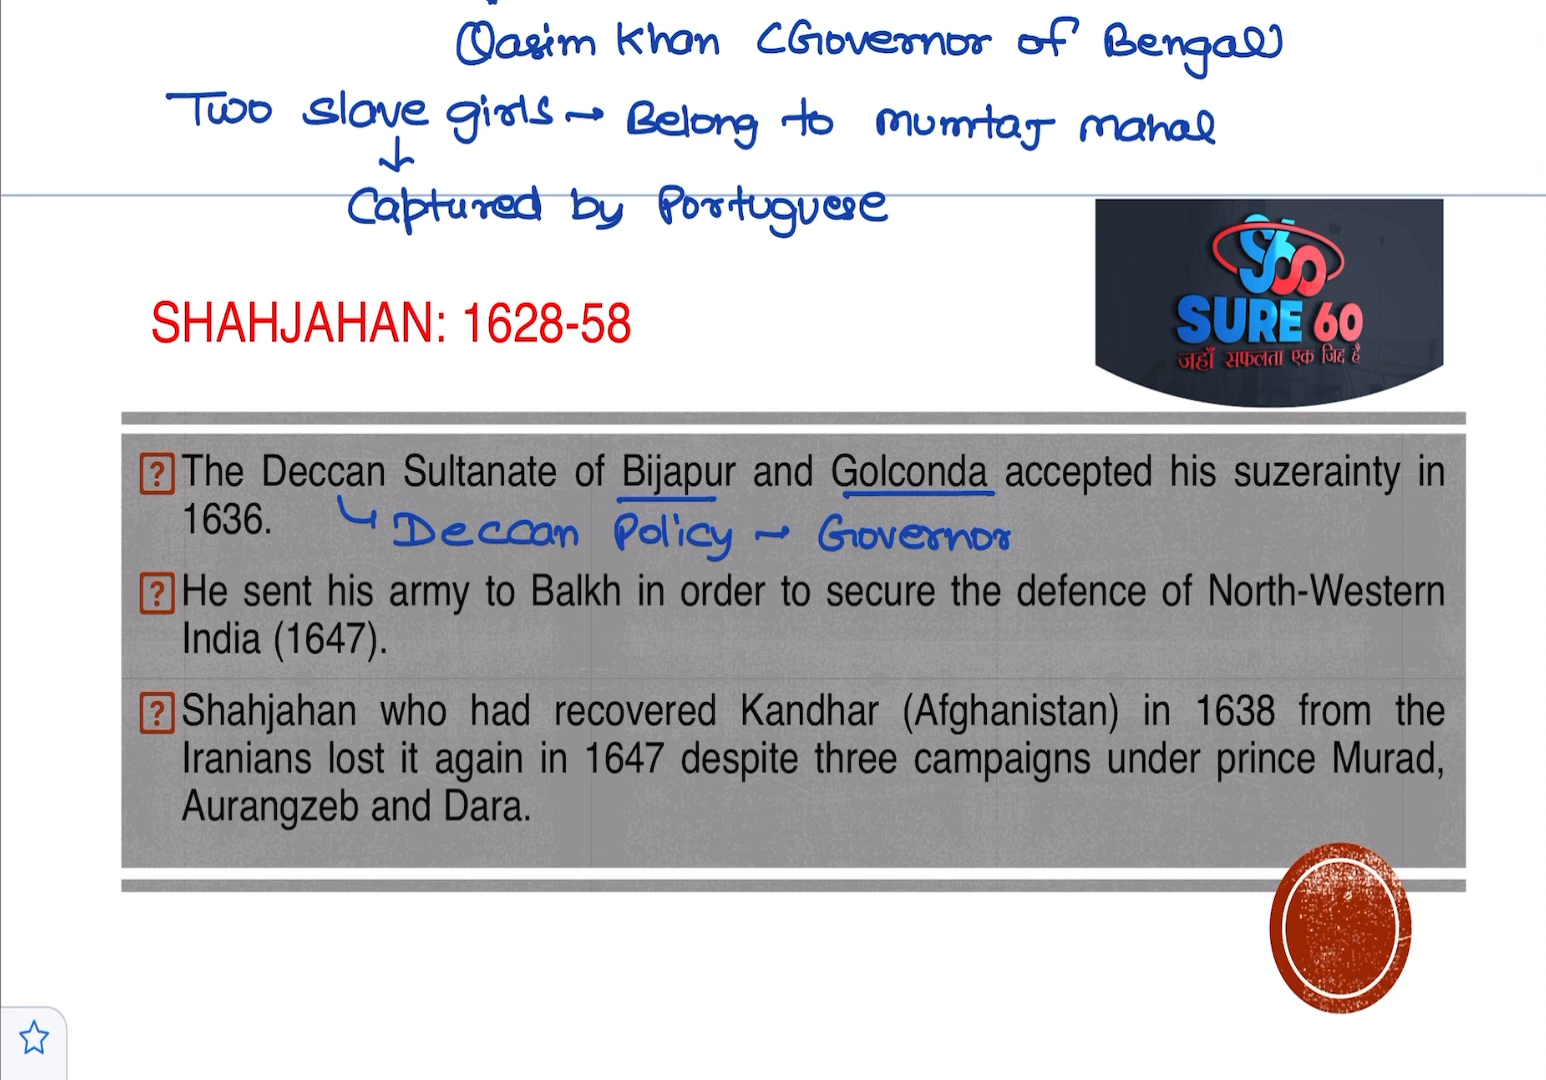 Qasim Khan (Governor of Bengal)
Two slave girls → Belong to Mumtaj Mahal
↓
Captured by Portuguese
SHAHJAHAN: 1628-58
S60
SURE 60
जहाँ सफलता एक जिद्द है
The Deccan Sultanate of Bijapur and Golconda accepted his suzerainty in
1636.
Deccan Policy → Governor
He sent his army to Balkh in order to secure the defence of North-Western
India (1647).
Shahjahan who had recovered Kandhar (Afghanistan) in 1638 from the
Iranians lost it again in 1647 despite three campaigns under prince Murad,
Aurangzeb and Dara.